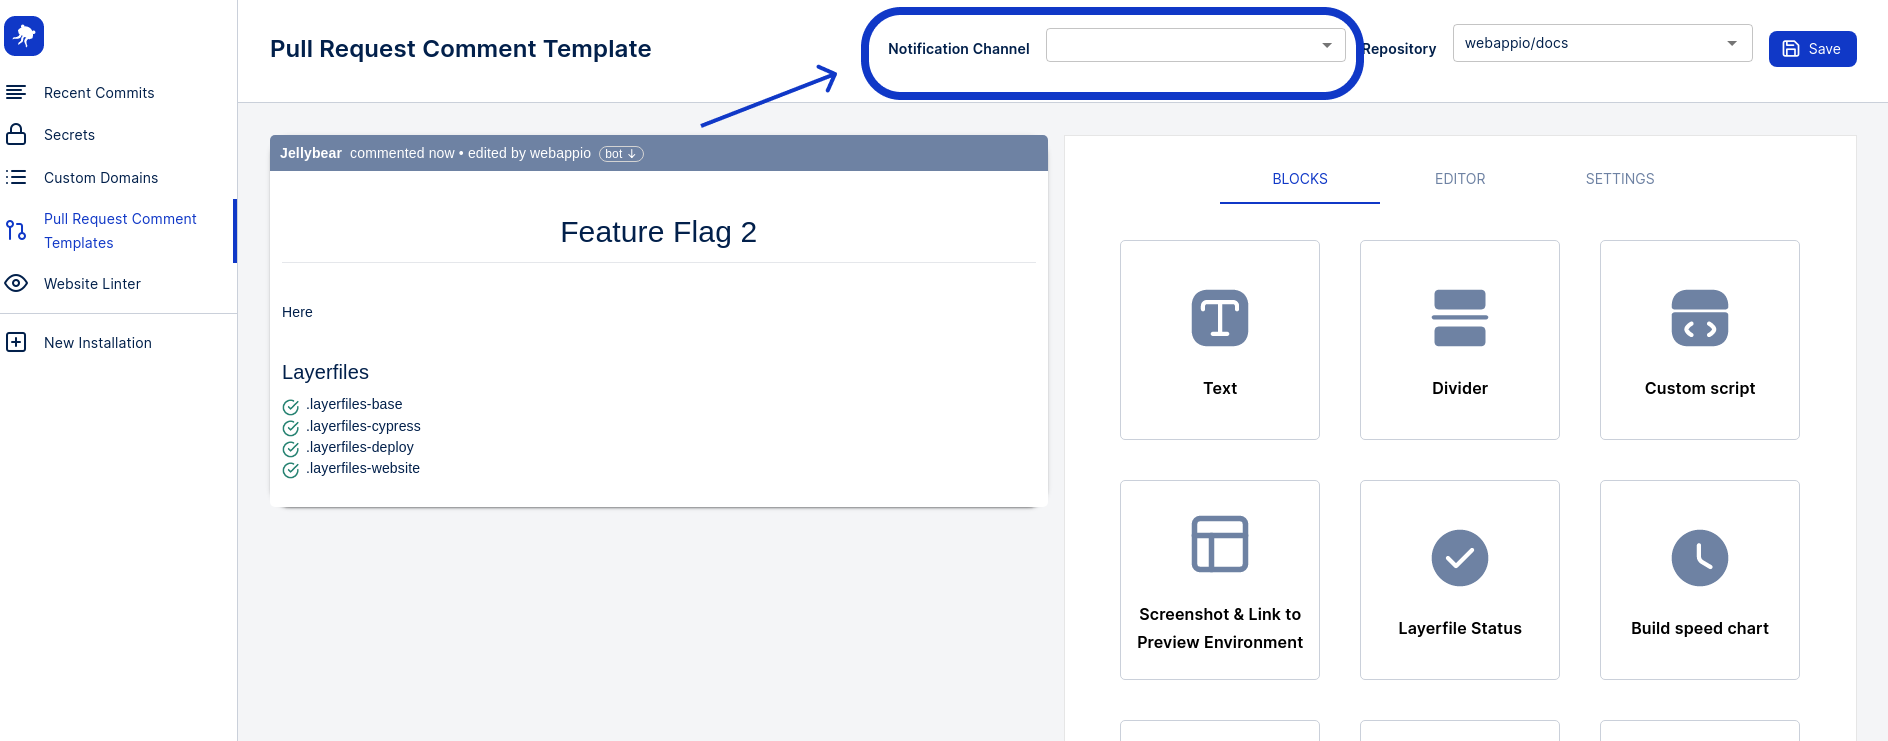 Pull Request Comment Template
Notification Channel
Repository
webappio/docs
Save
Recent Commits
Secrets
Custom Domains
Pull Request Comment
Templates
Website Linter
New Installation
Jellybear commented now • edited by webappio bot ↓
Feature Flag 2
Here
Layerfiles
.layerfiles-base
.layerfiles-cypress
.layerfiles-deploy
.layerfiles-website
BLOCKS
EDITOR
SETTINGS
Text
Divider
Custom script
Screenshot & Link to
Preview Environment
Layerfile Status
Build speed chart